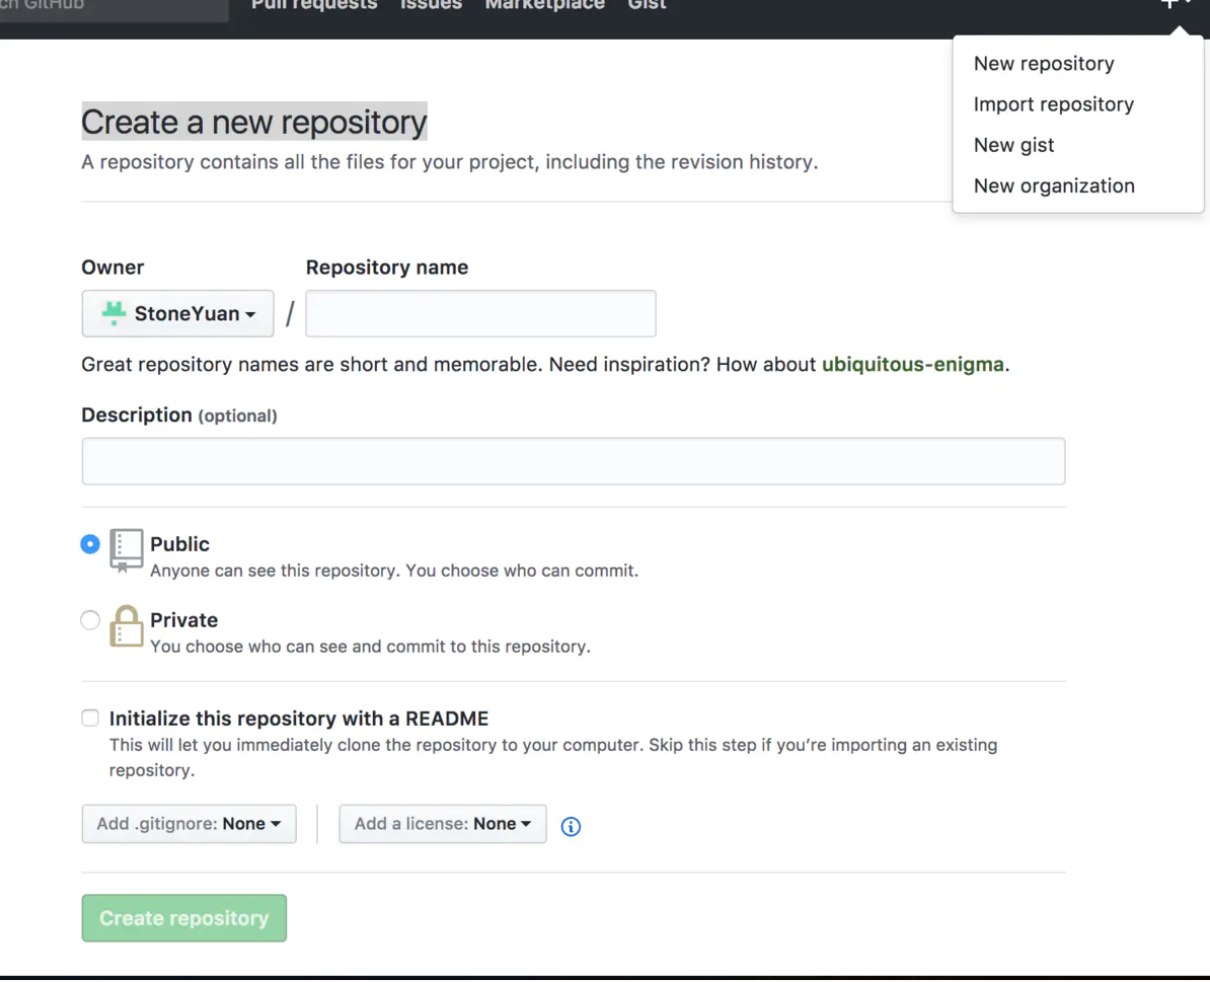 ch GitHub Pull requests Issues Marketplace Gist
New repository
Import repository
New gist
New organization
Create a new repository
A repository contains all the files for your project, including the revision history.
Owner Repository name
StoneYuan /
Great repository names are short and memorable. Need inspiration? How about ubiquitous-enigma.
Description (optional)
Public
Anyone can see this repository. You choose who can commit.
Private
You choose who can see and commit to this repository.
Initialize this repository with a README
This will let you immediately clone the repository to your computer. Skip this step if you’re importing an existing
repository.
Add .gitignore: None Add a license: None
Create repository